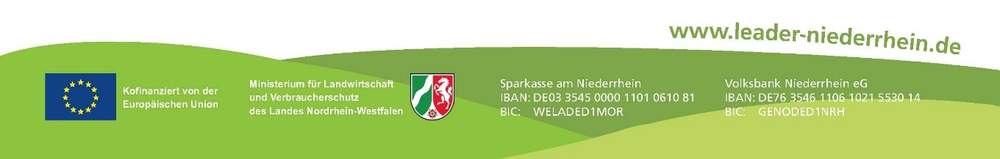 www.leader-niederrhein.de
Kofinanziert von der
Europäischen Union
Ministerium für Landwirtschaft
und Verbraucherschutz
des Landes Nordrhein-Westfalen
Sparkasse am Niederrhein
IBAN: DE03 3545 0000 1101 0610 81
BIC: WELADED1MOR
Volksbank Niederrhein eG
IBAN: DE76 3546 1106 1021 5530 14
BIC: GENODED1NRH